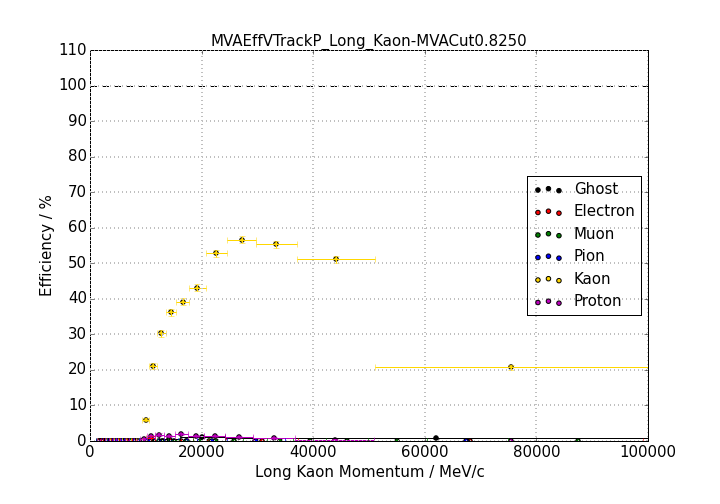 MVAEffVTrackP_Long_Kaon-MVACut0.8250
110
100
90
80
70
60
50
40
30
20
10
0
Efficiency / %
Ghost
Electron
Muon
Pion
Kaon
Proton
0 20000 40000 60000 80000 100000
Long Kaon Momentum / MeV/c